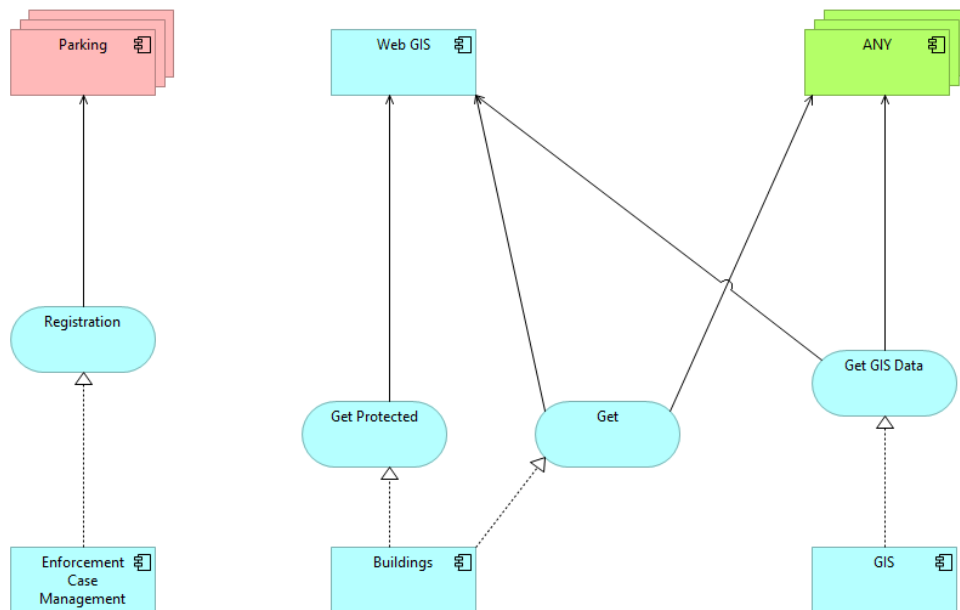 Parking
Web GIS
ANY
Registration
Get GIS Data
Get Protected
Get
Enforcement
Case
Management
Buildings
GIS